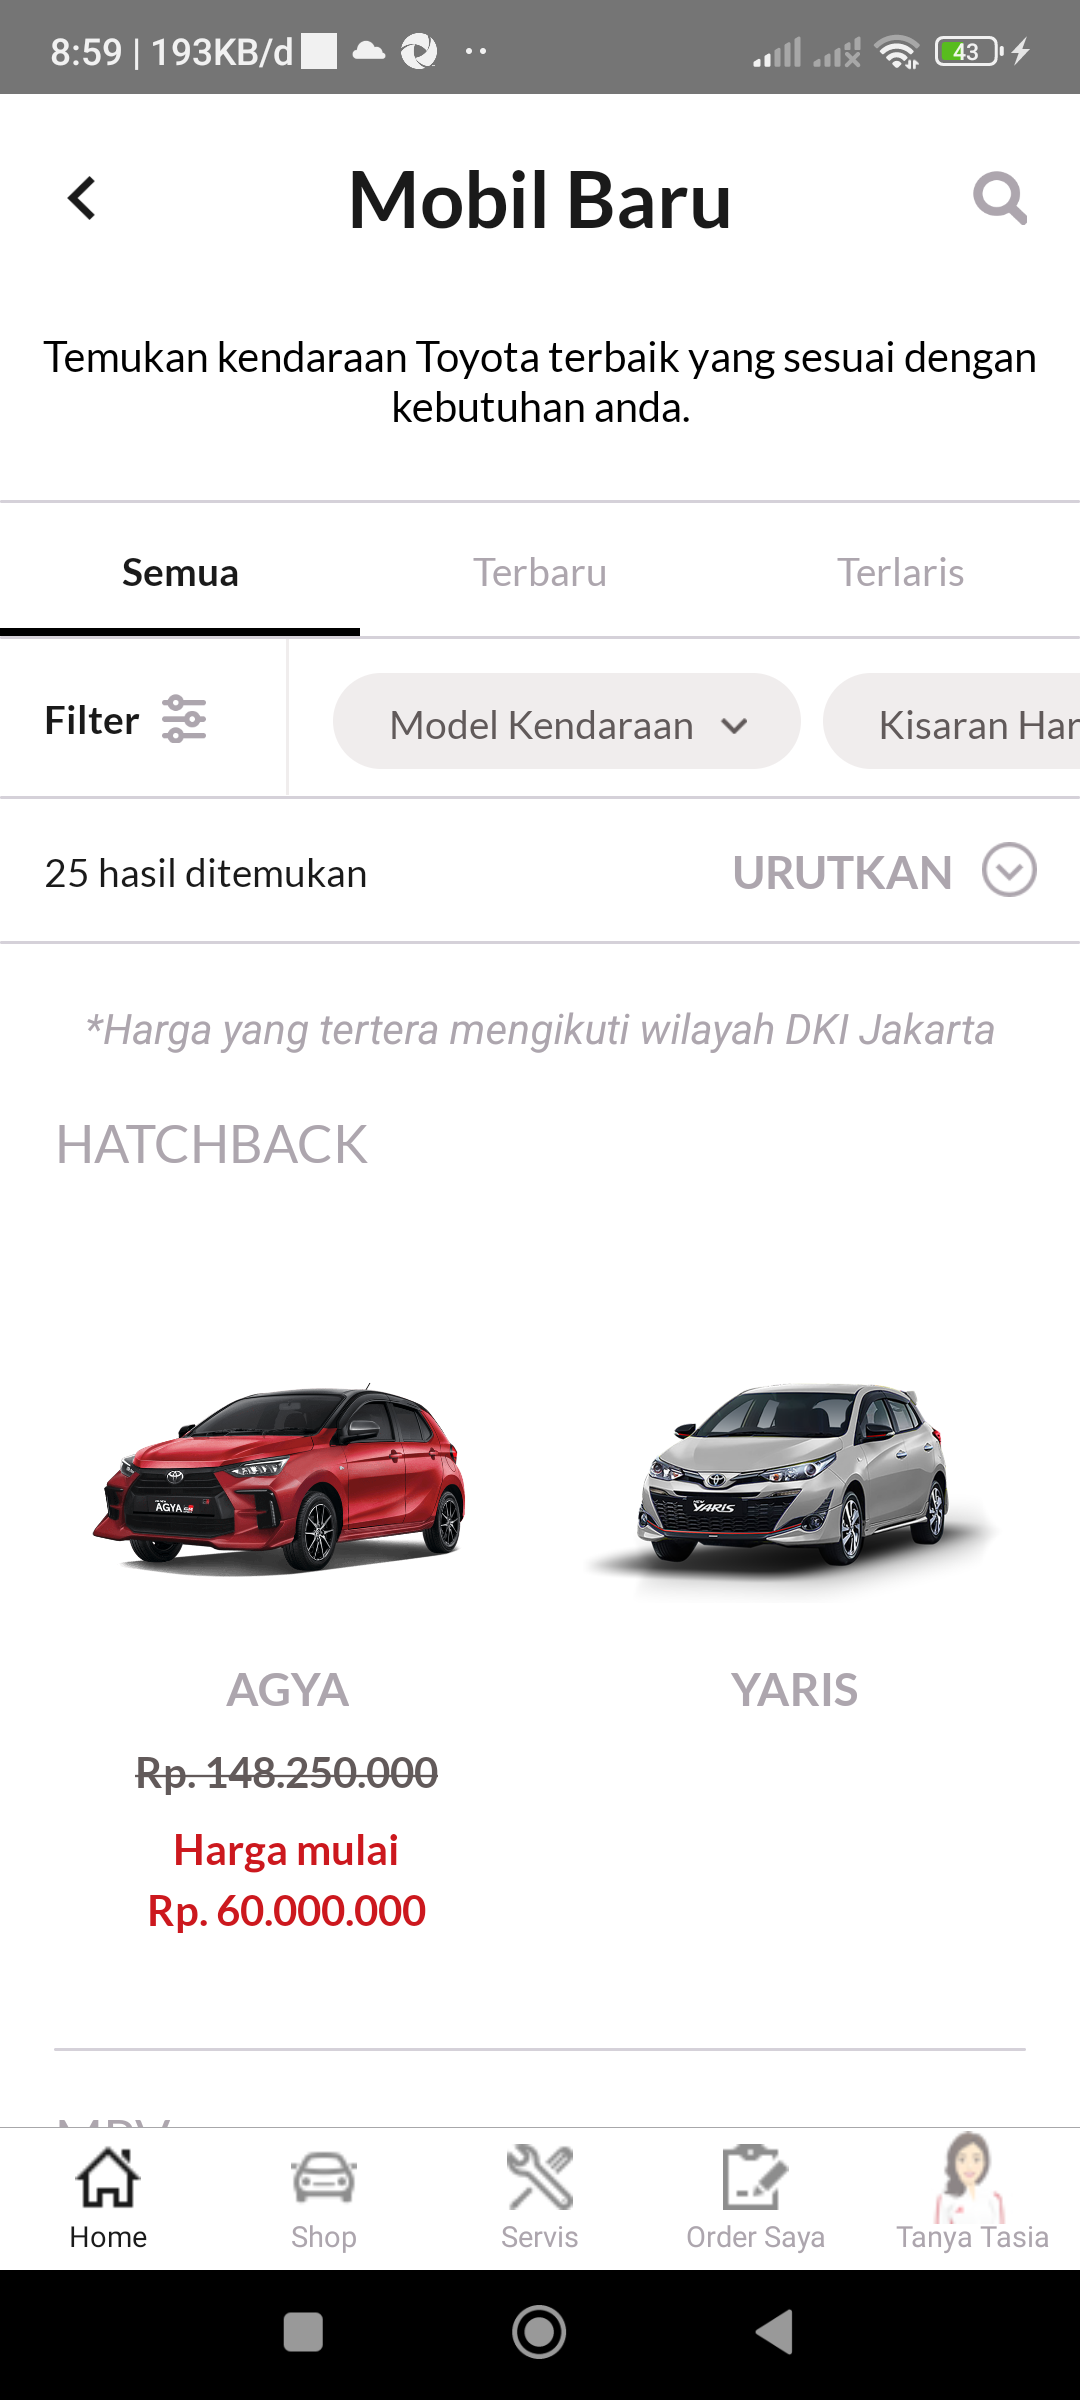 8:59 | 193KB/d
43
Mobil Baru
Temukan kendaraan Toyota terbaik yang sesuai dengan
kebutuhan anda.
Semua
Terbaru
Terlaris
Filter
Model Kendaraan
Kisaran Har
25 hasil ditemukan
URUTKAN
*Harga yang tertera mengikuti wilayah DKI Jakarta
HATCHBACK
AGYA
YARIS
AGYA
YARIS
Rp. 148.250.000
Harga mulai
Rp. 60.000.000
MPV
Home
Shop
Servis
Order Saya
Tanya Tasia